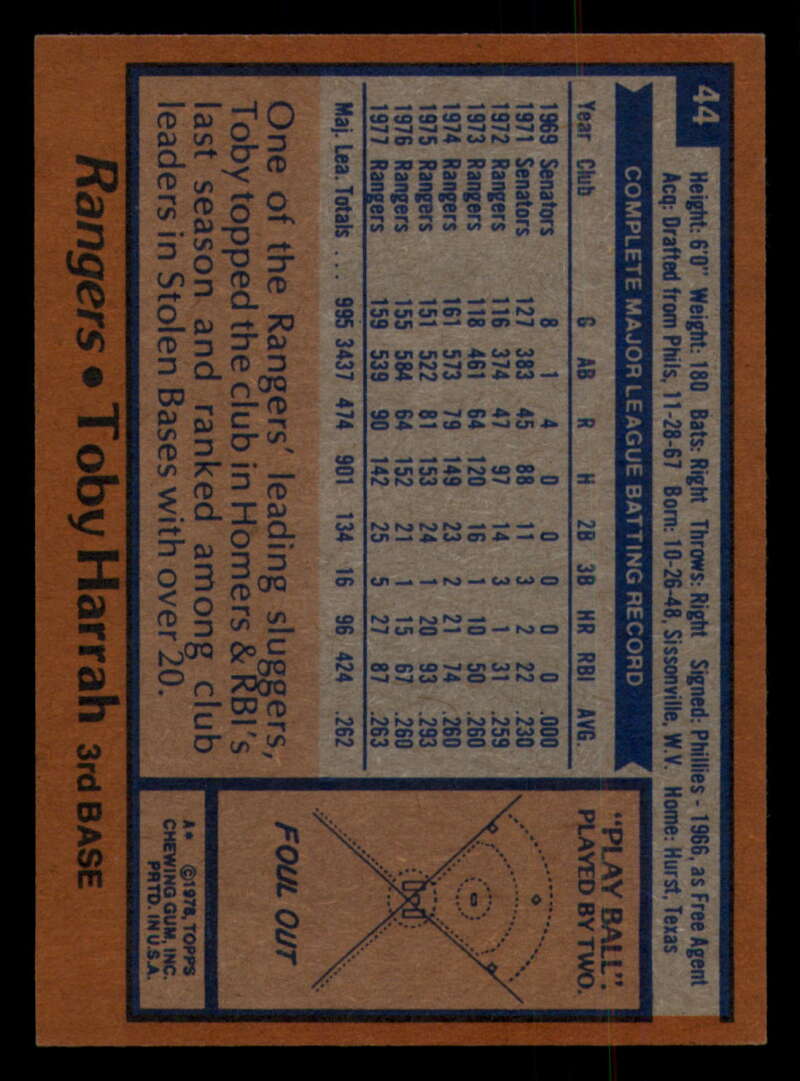 44
Height: 6'0" Weight: 180 Bats: Right Throws: Right Signed: Phillies - 1966, as Free Agent
Acq: Drafted from Phils, 11-28-67 Born: 10-26-48, Sissonville, W.V. Home: Hurst, Texas
COMPLETE MAJOR LEAGUE BATTING RECORD
Year Club G AB R H 2B 3B HR RBI AVG.
1969 Senators 8 1 4 0 0 0 0 0 .000
1971 Senators 127 383 45 88 11 3 2 22 .230
1972 Rangers 116 374 47 97 14 3 1 31 .259
1973 Rangers 118 461 64 120 16 1 10 50 .260
1974 Rangers 161 573 79 149 23 2 21 74 .260
1975 Rangers 151 522 81 153 24 1 20 93 .293
1976 Rangers 155 584 64 152 21 1 15 67 .260
1977 Rangers 159 539 90 142 25 5 27 87 .263
Maj. Lea. Totals ... 995 3437 474 901 134 16 96 424 .262
One of the Rangers' leading sluggers,
Toby topped the club in Homers & RBI's
last season and ranked among club
leaders in Stolen Bases with over 20.
"PLAY BALL"
PLAYED BY TWO.
FOUL OUT
A* ©1978, TOPPS
CHEWING GUM, INC.
PRTD. IN U.S.A.
Rangers • Toby Harrah 3rd BASE